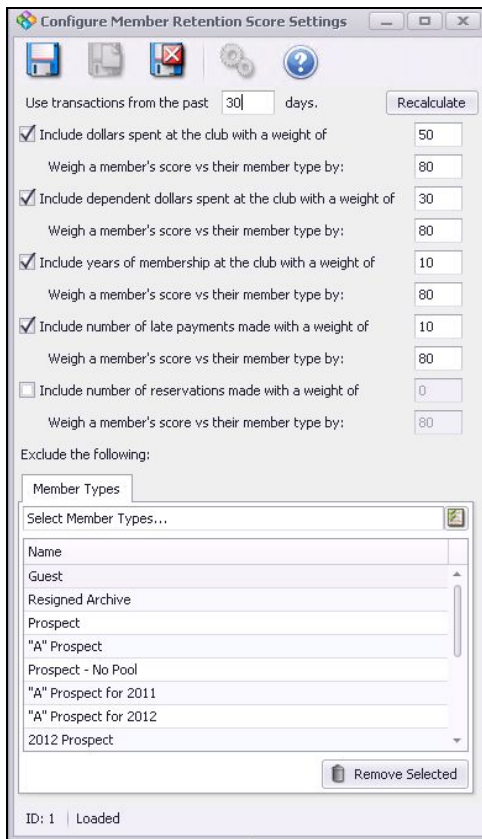 Configure Member Retention Score Settings
Use transactions from the past 30 days. Recalculate
Include dollars spent at the club with a weight of 50
Weigh a member's score vs their member type by: 80
Include dependent dollars spent at the club with a weight of 30
Weigh a member's score vs their member type by: 80
Include years of membership at the club with a weight of 10
Weigh a member's score vs their member type by: 80
Include number of late payments made with a weight of 10
Weigh a member's score vs their member type by: 80
Include number of reservations made with a weight of 0
Weigh a member's score vs their member type by: 80
Exclude the following:
Member Types
Select Member Types...
Name
Guest
Resigned Archive
Prospect
"A" Prospect
Prospect - No Pool
"A" Prospect for 2011
"A" Prospect for 2012
2012 Prospect
Remove Selected
ID: 1 Loaded